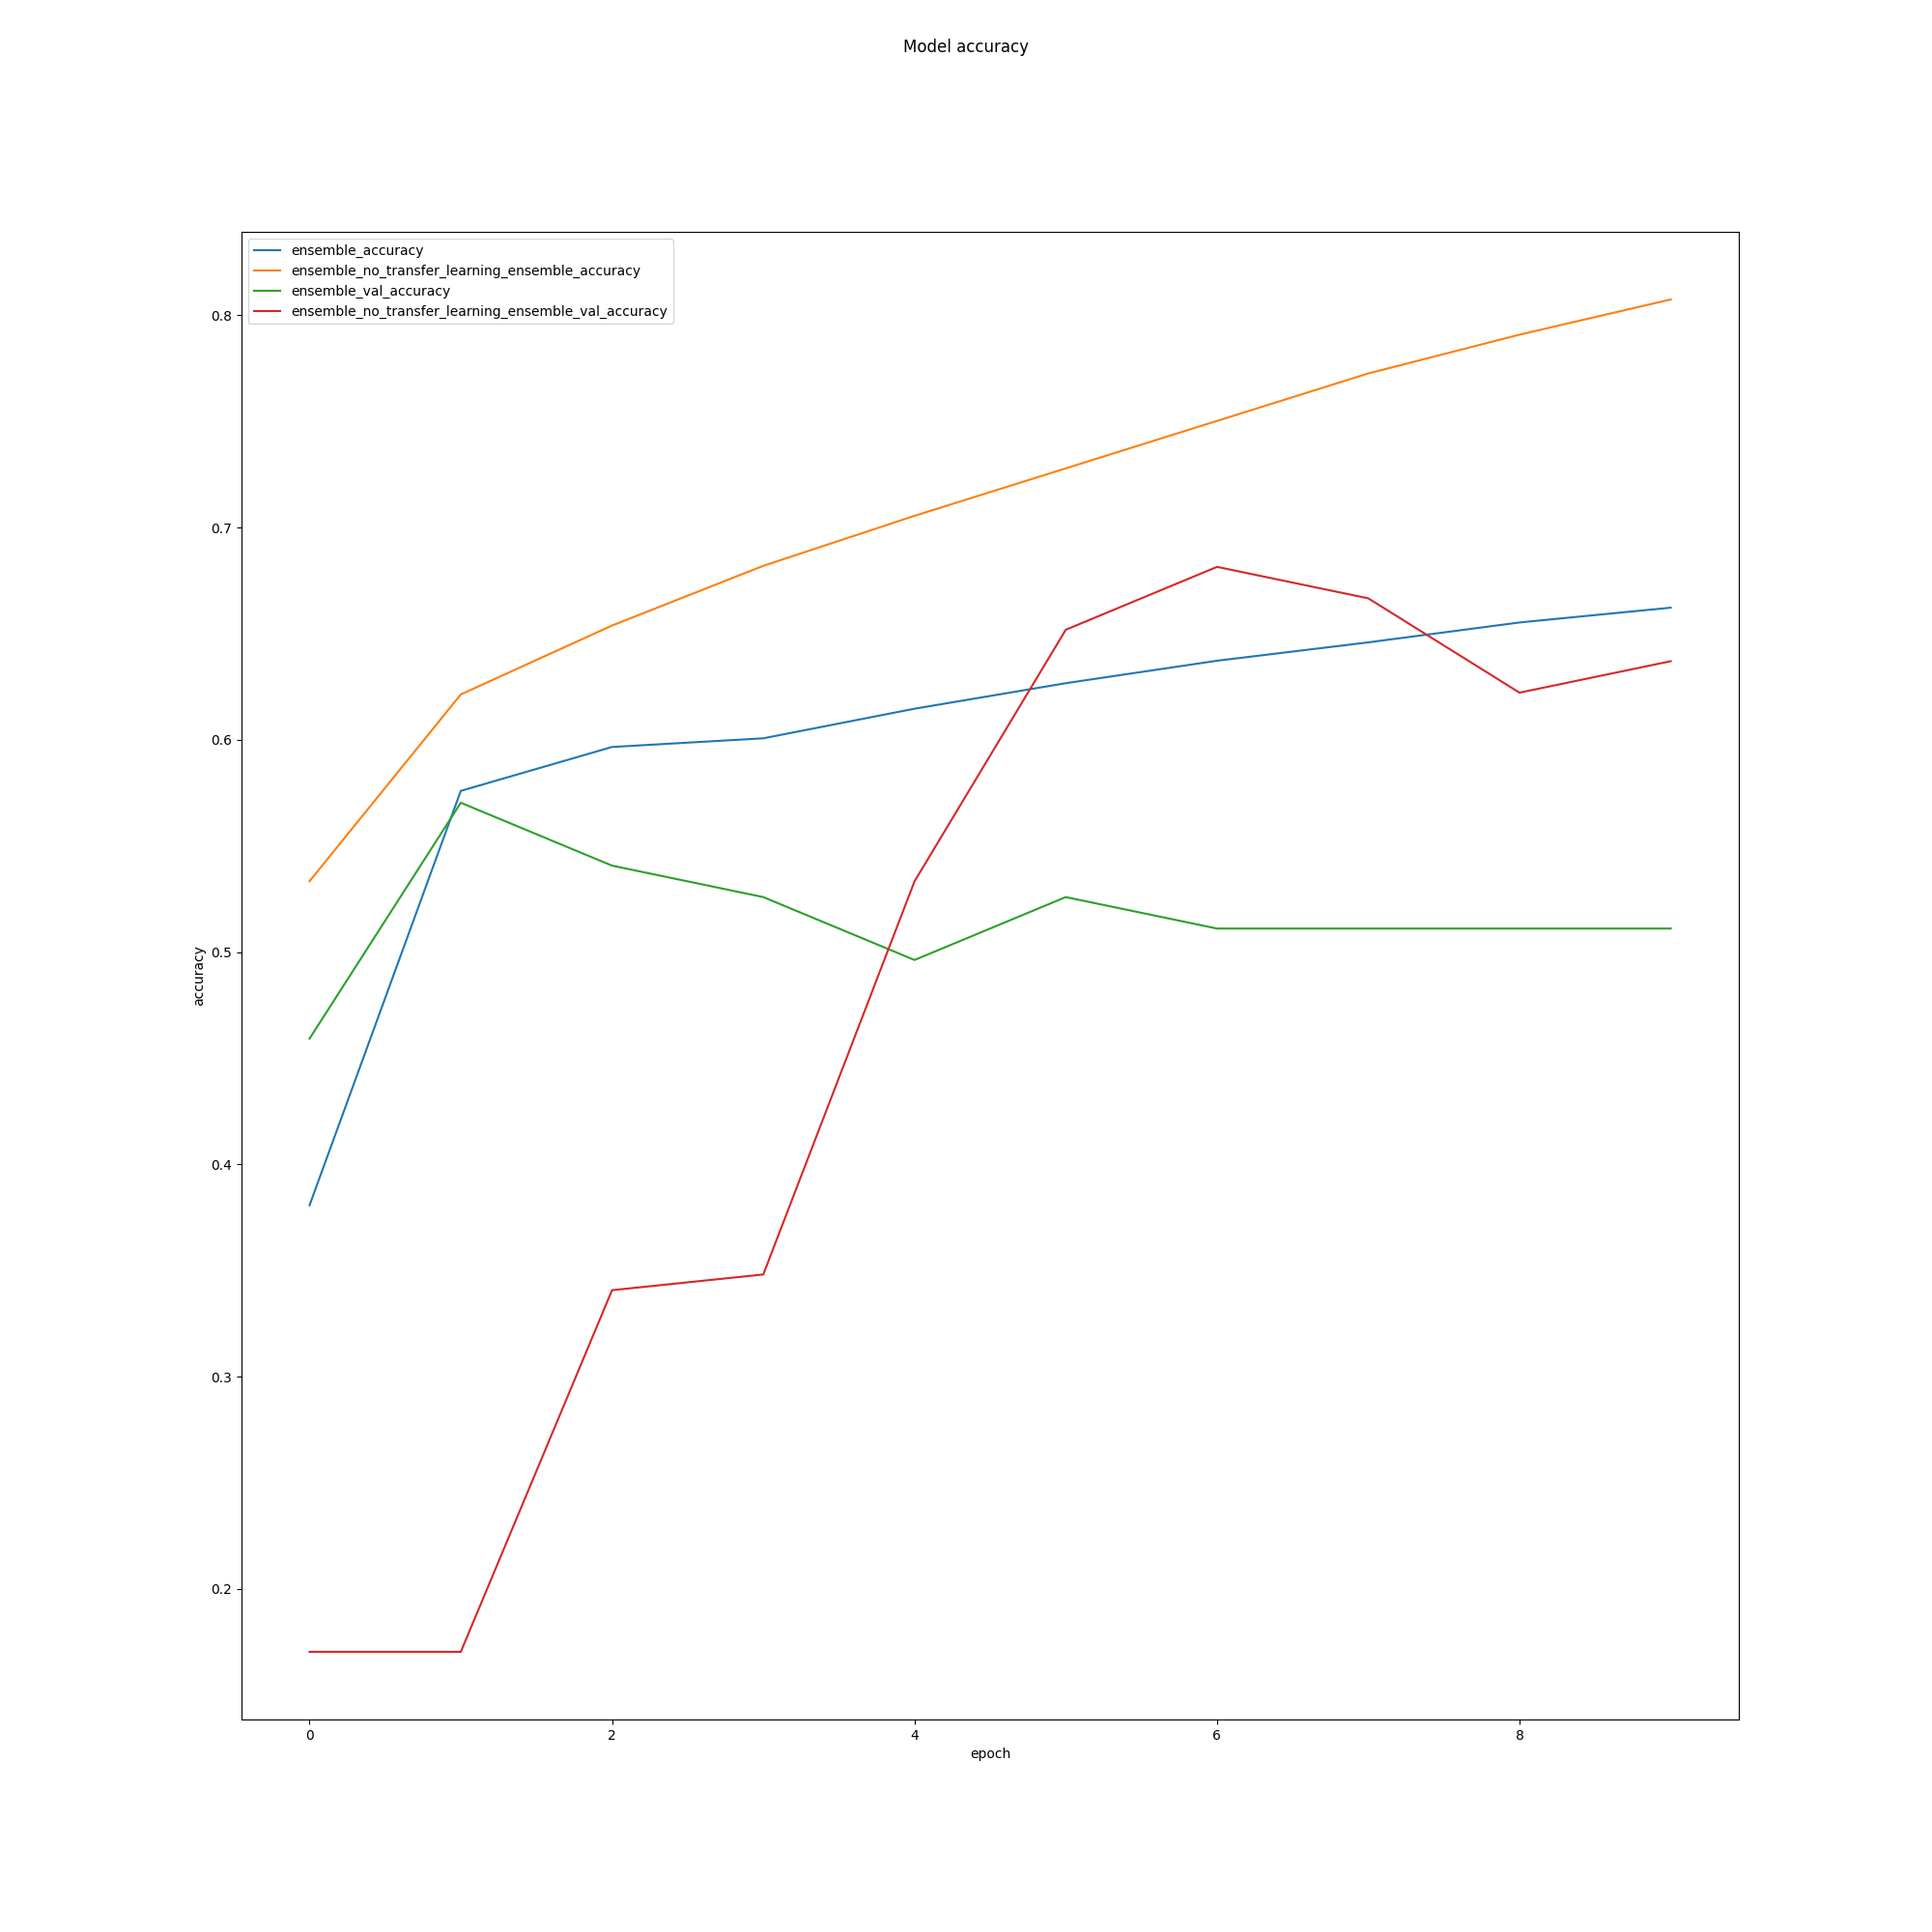 Model accuracy
ensemble_accuracy
ensemble_no_transfer_learning_ensemble_accuracy
ensemble_val_accuracy
ensemble_no_transfer_learning_ensemble_val_accuracy
0.8
0.7
0.6
0.5
0.4
0.3
0.2
accuracy
0 2 4 6 8
epoch